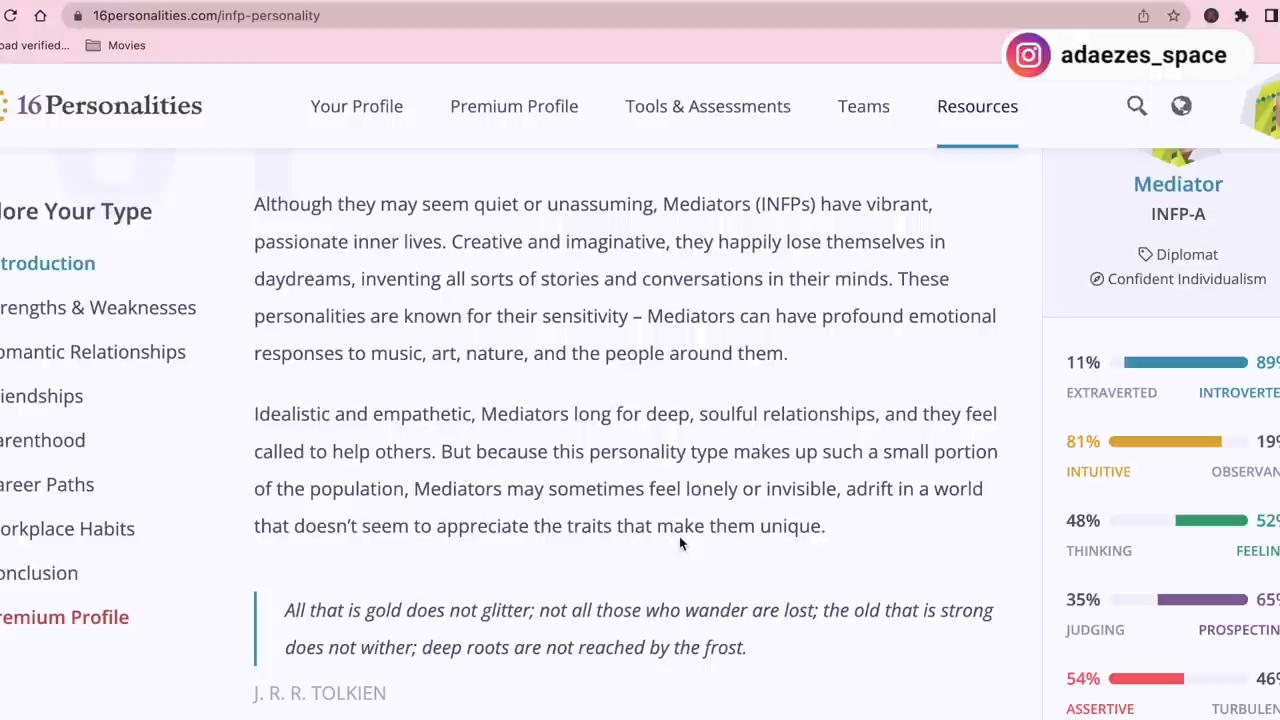 16personalities.com/infp-personality
oad verified... Movies
adaezes_space
16Personalities Your Profile Premium Profile Tools & Assessments Teams Resources
lore Your Type
troduction
rengths & Weaknesses
omantic Relationships
iendships
arenthood
areer Paths
orkplace Habits
onclusion
remium Profile
Although they may seem quiet or unassuming, Mediators (INFPs) have vibrant,
passionate inner lives. Creative and imaginative, they happily lose themselves in
daydreams, inventing all sorts of stories and conversations in their minds. These
personalities are known for their sensitivity – Mediators can have profound emotional
responses to music, art, nature, and the people around them.
Idealistic and empathetic, Mediators long for deep, soulful relationships, and they feel
called to help others. But because this personality type makes up such a small portion
of the population, Mediators may sometimes feel lonely or invisible, adrift in a world
that doesn’t seem to appreciate the traits that make them unique.
All that is gold does not glitter; not all those who wander are lost; the old that is strong
does not wither; deep roots are not reached by the frost.
J. R. R. TOLKIEN
Mediator
INFP-A
Diplomat
Confident Individualism
11% 89%
EXTRAVERTED INTROVERTE
81% 19%
INTUITIVE OBSERVAN
48% 52%
THINKING FEELIN
35% 65%
JUDGING PROSPECTIN
54% 46%
ASSERTIVE TURBULEN